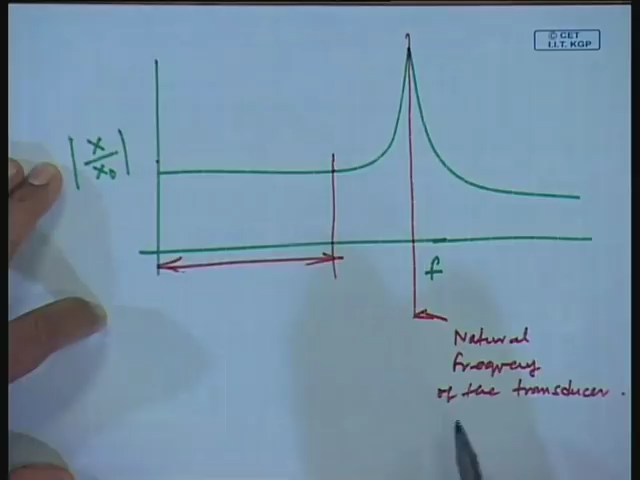 © CET
I.I.T. KGP
|x/x₀|
f
Natural
frequency
of the transducer.